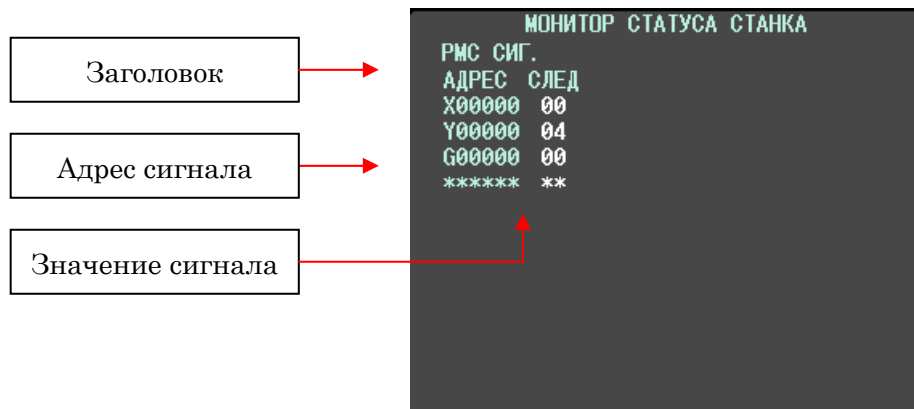 МОНИТОР СТАТУСА СТАНКА
PMC СИГ.
АДРЕС СЛЕД
X00000 00
Y00000 04
G00000 00
****** **
Заголовок
Адрес сигнала
Значение сигнала